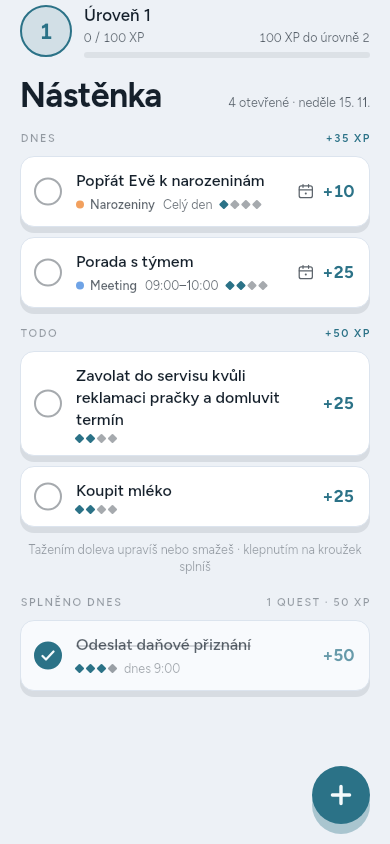 1
Úroveň 1
0 / 100 XP
100 XP do úrovně 2
Nástěnka
4 otevřené · neděle 15. 11.
DNES
+35 XP
Popřát Evě k narozeninám
Narozeniny Celý den
+10
Porada s týmem
Meeting 09:00–10:00
+25
TODO
+50 XP
Zavolat do servisu kvůli
reklamaci pračky a domluvit
termín
+25
Koupit mléko
+25
Tažením doleva upravíš nebo smažeš · klepnutím na kroužek
splníš
SPLNĚNO DNES
1 QUEST · 50 XP
Odeslat daňové přiznání
dnes 9:00
+50